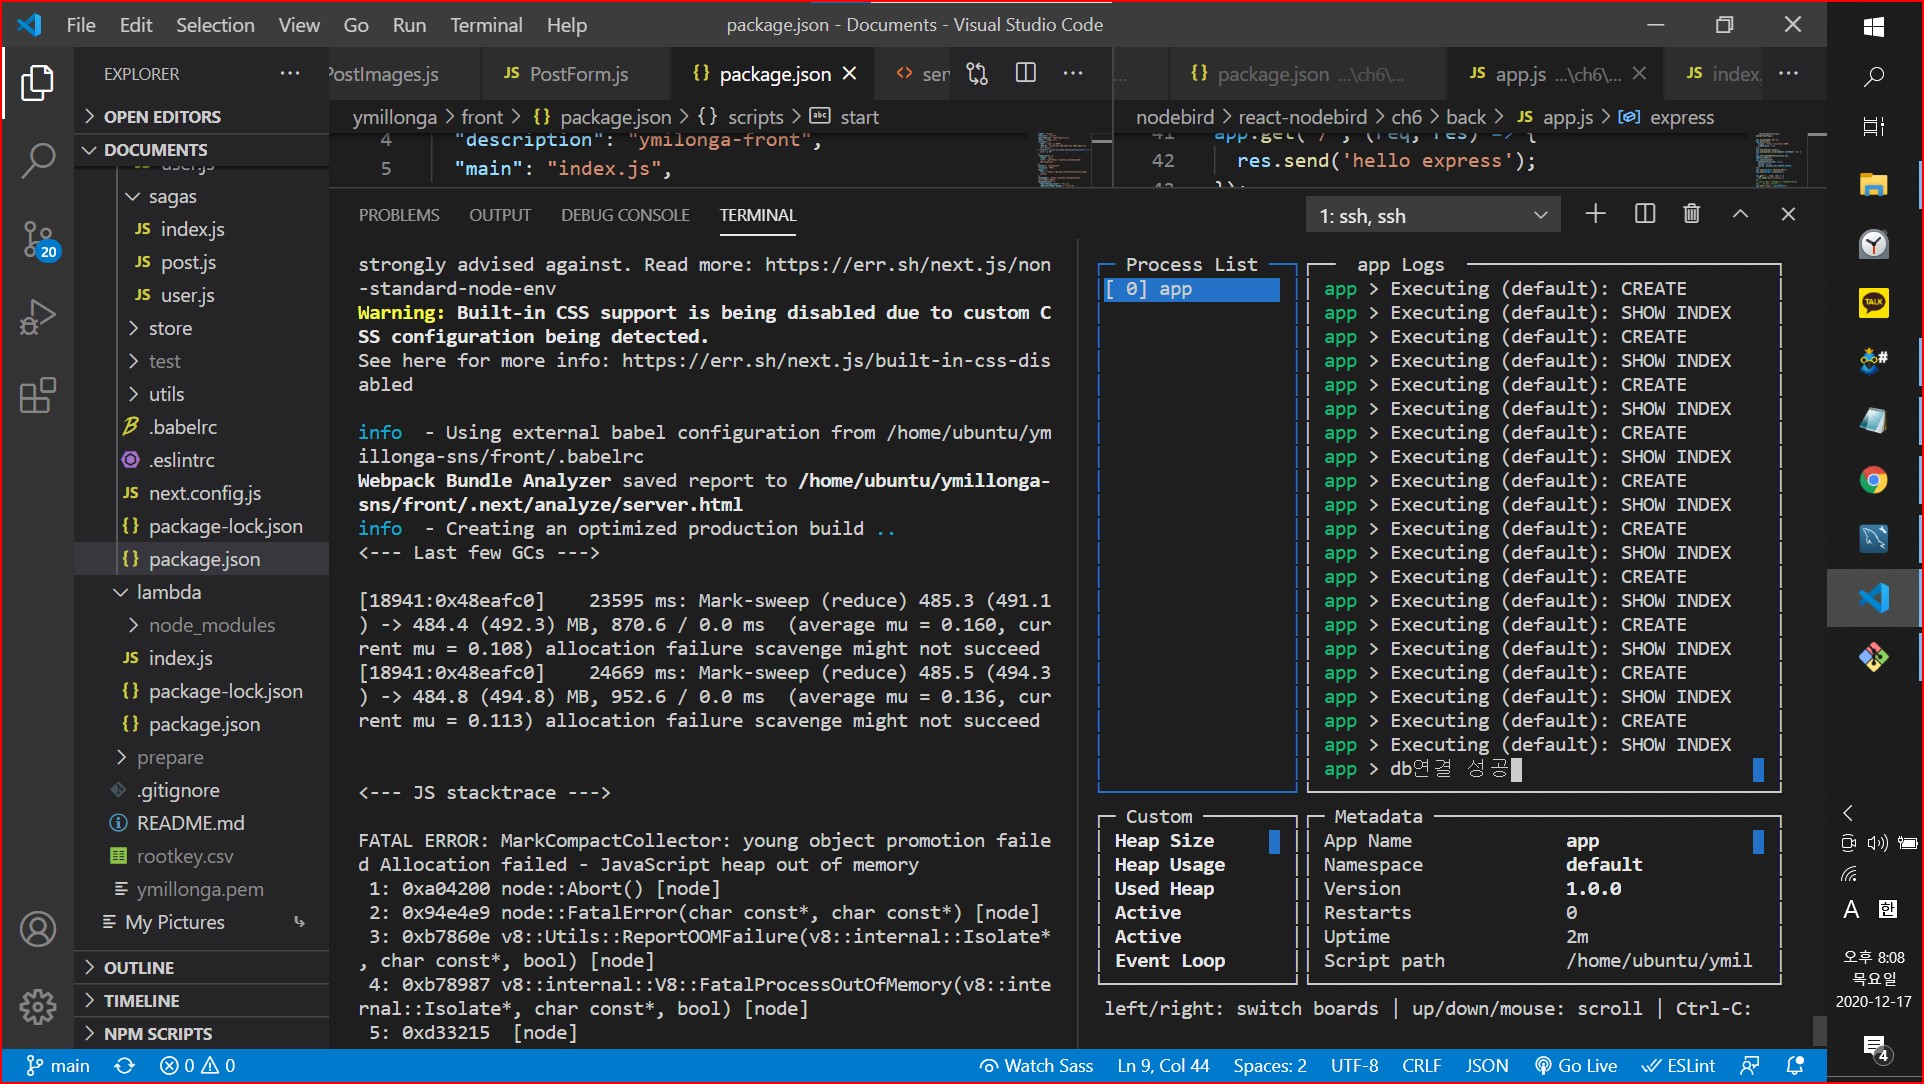 File Edit Selection View Go Run Terminal Help
package.json - Documents - Visual Studio Code
EXPLORER
PostImages.js
JS PostForm.js
{} package.json
<> ser
{} package.json ...\ch6\...
JS app.js ...\ch6\...
JS index.
OPEN EDITORS
ymillonga > front > {} package.json > {} scripts > abc start
nodebird > react-nodebird > ch6 > back > JS app.js > express
DOCUMENTS
4 "description": "ymilonga-front",
5 "main": "index.js",
41 app.get('/', (req, res) => {
42 res.send('hello express');
43 });
user.js
sagas
JS index.js
JS post.js
JS user.js
store
test
utils
.babelrc
.eslintrc
JS next.config.js
{} package-lock.json
{} package.json
lambda
node_modules
JS index.js
{} package-lock.json
{} package.json
prepare
.gitignore
README.md
rootkey.csv
ymillonga.pem
My Pictures
OUTLINE
TIMELINE
NPM SCRIPTS
20
PROBLEMS OUTPUT DEBUG CONSOLE TERMINAL
1: ssh, ssh
strongly advised against. Read more: https://err.sh/next.js/non
-standard-node-env
Warning: Built-in CSS support is being disabled due to custom C
SS configuration being detected.
See here for more info: https://err.sh/next.js/built-in-css-dis
abled
info - Using external babel configuration from /home/ubuntu/ym
illonga-sns/front/.babelrc
Webpack Bundle Analyzer saved report to /home/ubuntu/ymillonga-
sns/front/.next/analyze/server.html
info - Creating an optimized production build ..
<--- Last few GCs --->
[18941:0x48eafc0] 23595 ms: Mark-sweep (reduce) 485.3 (491.1
) -> 484.4 (492.3) MB, 870.6 / 0.0 ms (average mu = 0.160, cur
rent mu = 0.108) allocation failure scavenge might not succeed
[18941:0x48eafc0] 24669 ms: Mark-sweep (reduce) 485.5 (494.3
) -> 484.8 (494.8) MB, 952.6 / 0.0 ms (average mu = 0.136, cur
rent mu = 0.113) allocation failure scavenge might not succeed
<--- JS stacktrace --->
FATAL ERROR: MarkCompactCollector: young object promotion faile
d Allocation failed - JavaScript heap out of memory
1: 0xa04200 node::Abort() [node]
2: 0x94e4e9 node::FatalError(char const*, char const*) [node]
3: 0xb7860e v8::Utils::ReportOOMFailure(v8::internal::Isolate*
, char const*, bool) [node]
4: 0xb78987 v8::internal::V8::FatalProcessOutOfMemory(v8::inte
rnal::Isolate*, char const*, bool) [node]
5: 0xd33215 [node]
Process List
[ 0] app
app Logs
app > Executing (default): CREATE
app > Executing (default): SHOW INDEX
app > Executing (default): CREATE
app > Executing (default): SHOW INDEX
app > Executing (default): CREATE
app > Executing (default): SHOW INDEX
app > Executing (default): CREATE
app > Executing (default): SHOW INDEX
app > Executing (default): CREATE
app > Executing (default): SHOW INDEX
app > Executing (default): CREATE
app > Executing (default): SHOW INDEX
app > Executing (default): CREATE
app > Executing (default): SHOW INDEX
app > Executing (default): CREATE
app > Executing (default): SHOW INDEX
app > Executing (default): CREATE
app > Executing (default): SHOW INDEX
app > Executing (default): CREATE
app > Executing (default): SHOW INDEX
app > db연결 성공
Custom
Heap Size
Heap Usage
Used Heap
Active
Active
Event Loop
Metadata
App Name app
Namespace default
Version 1.0.0
Restarts 0
Uptime 2m
Script path /home/ubuntu/ymil
left/right: switch boards | up/down/mouse: scroll | Ctrl-C:
main 0 0
Watch Sass Ln 9, Col 44 Spaces: 2 UTF-8 CRLF JSON Go Live ESLint
TALK
A 한
오후 8:08
목요일
2020-12-17
4